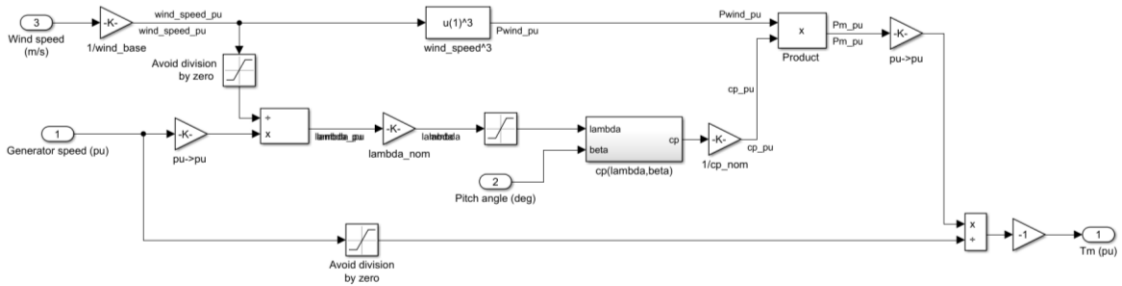 3
Wind speed
(m/s)
-K-
1/wind_base
wind_speed_pu
wind_speed_pu
u(1)^3
wind_speed^3
Pwind_pu
Pwind_pu
x
Product
Pm_pu
Pm_pu
-K-
pu->pu
Avoid division
by zero
cp_pu
1
Generator speed (pu)
-K-
pu->pu
÷
x
lambda_pu
-K-
lambda_nom
lambda
lambda
beta
cp
cp(lambda,beta)
-K-
1/cp_nom
cp_pu
2
Pitch angle (deg)
Avoid division
by zero
x
÷
-1
1
Tm (pu)